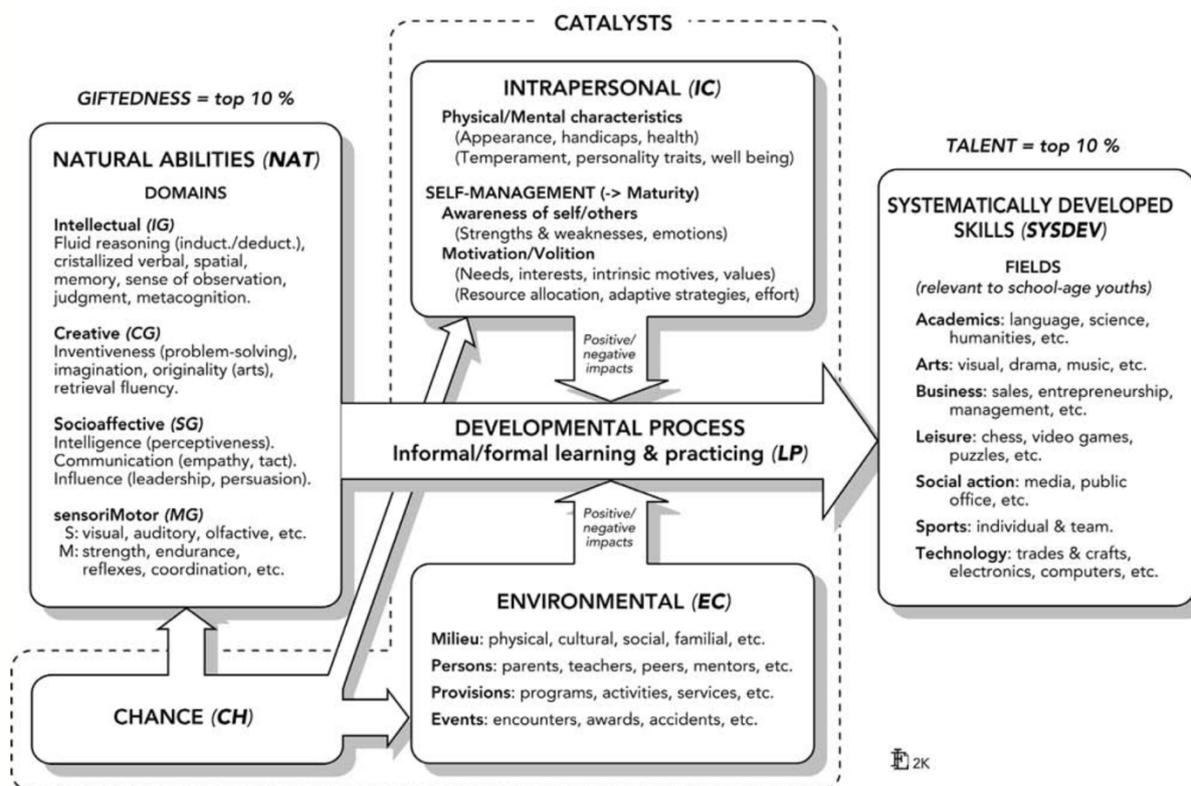 CATALYSTS
GIFTEDNESS = top 10 %
NATURAL ABILITIES (NAT)
DOMAINS
Intellectual (IG)
Fluid reasoning (induct./deduct.),
cristallized verbal, spatial,
memory, sense of observation,
judgment, metacognition.
Creative (CG)
Inventiveness (problem-solving),
imagination, originality (arts),
retrieval fluency.
Socioaffective (SG)
Intelligence (perceptiveness).
Communication (empathy, tact).
Influence (leadership, persuasion).
sensoriMotor (MG)
S: visual, auditory, olfactive, etc.
M: strength, endurance,
reflexes, coordination, etc.
CHANCE (CH)
INTRAPERSONAL (IC)
Physical/Mental characteristics
(Appearance, handicaps, health)
(Temperament, personality traits, well being)
SELF-MANAGEMENT (-> Maturity)
Awareness of self/others
(Strengths & weaknesses, emotions)
Motivation/Volition
(Needs, interests, intrinsic motives, values)
(Resource allocation, adaptive strategies, effort)
Positive/
negative
impacts
DEVELOPMENTAL PROCESS
Informal/formal learning & practicing (LP)
Positive/
negative
impacts
ENVIRONMENTAL (EC)
Milieu: physical, cultural, social, familial, etc.
Persons: parents, teachers, peers, mentors, etc.
Provisions: programs, activities, services, etc.
Events: encounters, awards, accidents, etc.
TALENT = top 10 %
SYSTEMATICALLY DEVELOPED
SKILLS (SYSDEV)
FIELDS
(relevant to school-age youths)
Academics: language, science,
humanities, etc.
Arts: visual, drama, music, etc.
Business: sales, entrepreneurship,
management, etc.
Leisure: chess, video games,
puzzles, etc.
Social action: media, public
office, etc.
Sports: individual & team.
Technology: trades & crafts,
electronics, computers, etc.
2K